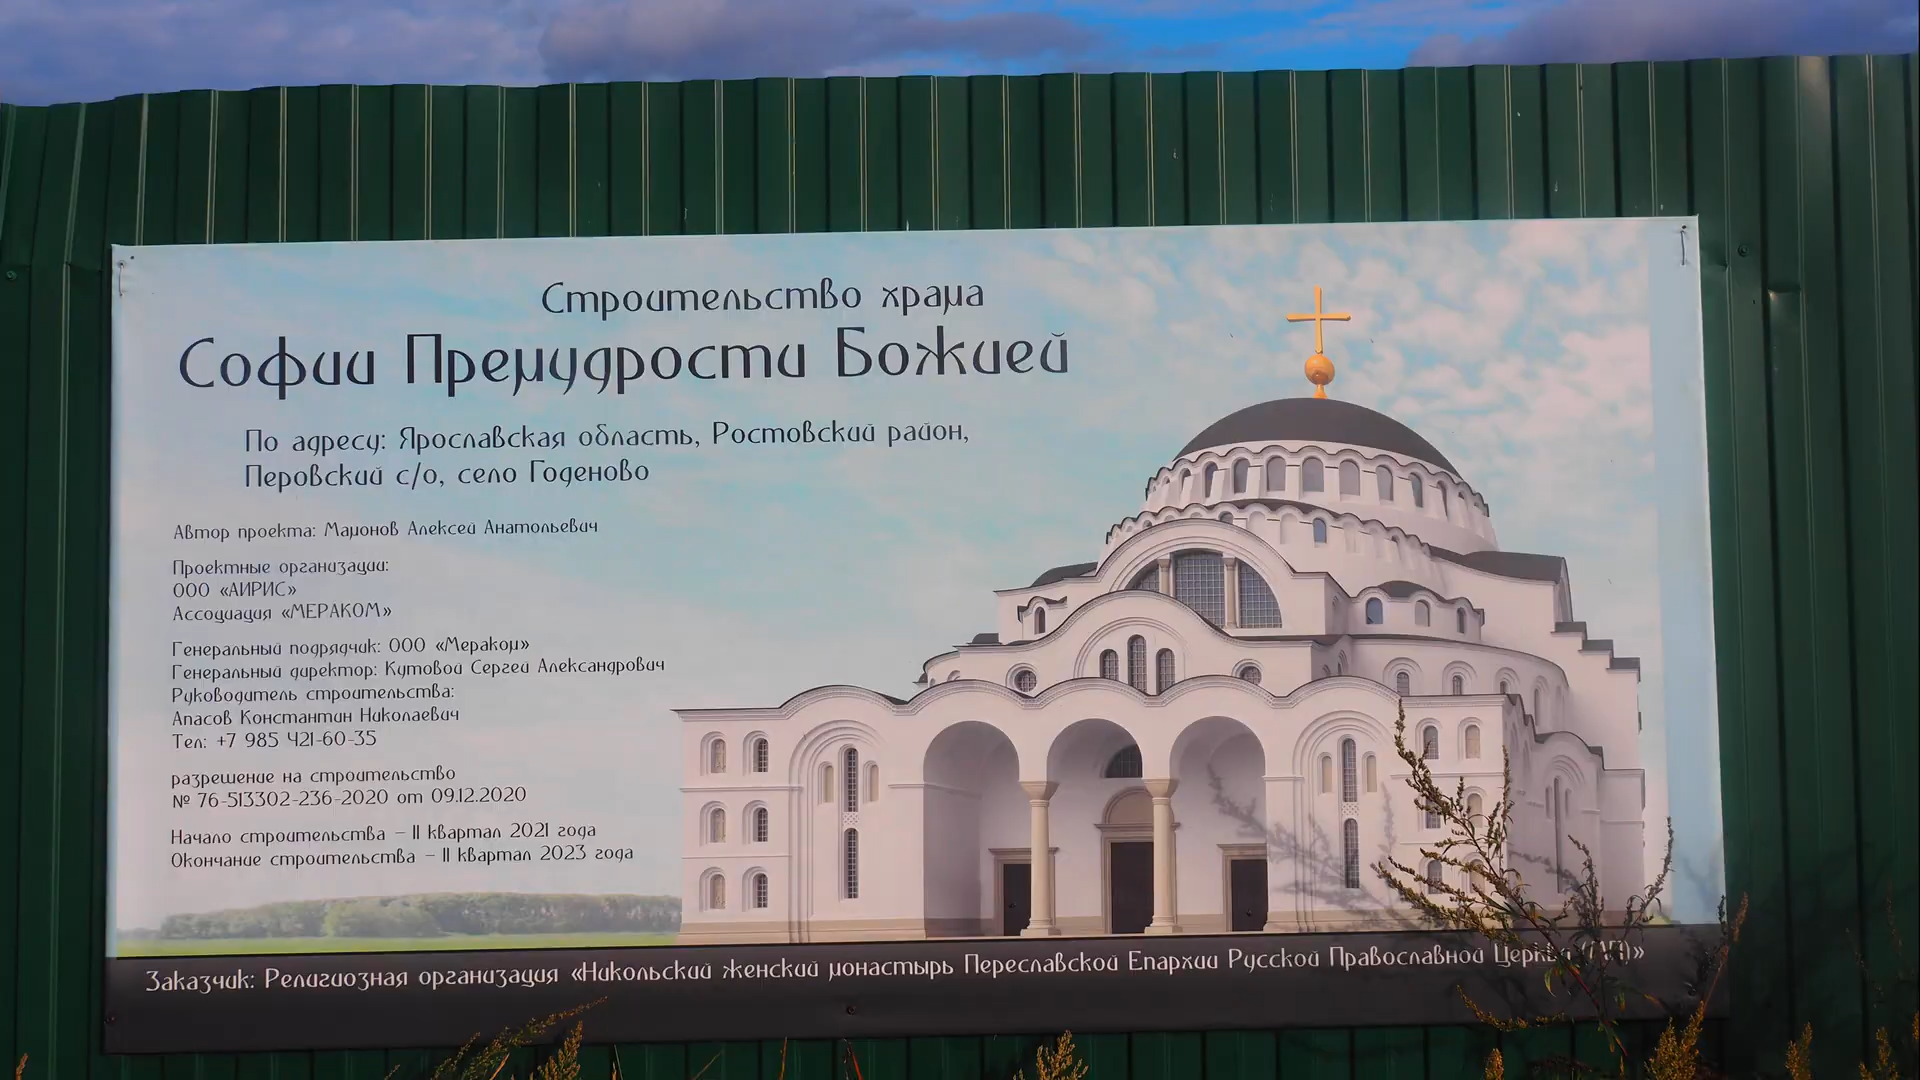 Строительство храма
Софии Премудрости Божией
По адресу: Ярославская область, Ростовский район,
Перовский с/о, село Годеново
Автор проекта: Мамонов Алексей Анатольевич
Проектные организации:
ООО «АИРИС»
Ассоциация «МЕРАКОМ»
Генеральный подрядчик: ООО «Мераком»
Генеральный директор: Кутовой Сергей Александрович
Руководитель строительства:
Апасов Константин Николаевич
Тел: +7 985 421-60-35
разрешение на строительство
№ 76-513302-236-2020 от 09.12.2020
Начало строительства – II квартал 2021 года
Окончание строительства – II квартал 2023 года
Заказчик: Религиозная организация «Никольский женский монастырь Переславской Епархии Русской Православной Церкви (МП)»